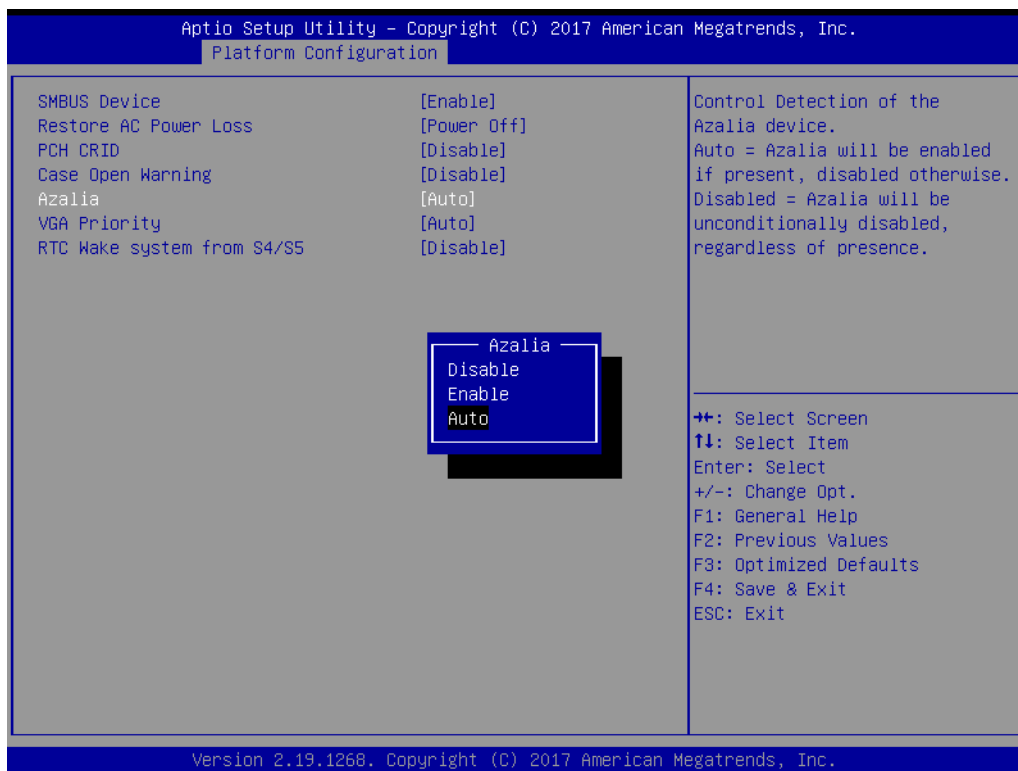 Aptio Setup Utility – Copyright (C) 2017 American Megatrends, Inc.
Platform Configuration
SMBUS Device [Enable]
Restore AC Power Loss [Power Off]
PCH CRID [Disable]
Case Open Warning [Disable]
Azalia [Auto]
VGA Priority [Auto]
RTC Wake system from S4/S5 [Disable]
Azalia
Disable
Enable
Auto
Control Detection of the
Azalia device.
Auto = Azalia will be enabled
if present, disabled otherwise.
Disabled = Azalia will be
unconditionally disabled,
regardless of presence.
→←: Select Screen
↑↓: Select Item
Enter: Select
+/-: Change Opt.
F1: General Help
F2: Previous Values
F3: Optimized Defaults
F4: Save & Exit
ESC: Exit
Version 2.19.1268. Copyright (C) 2017 American Megatrends, Inc.